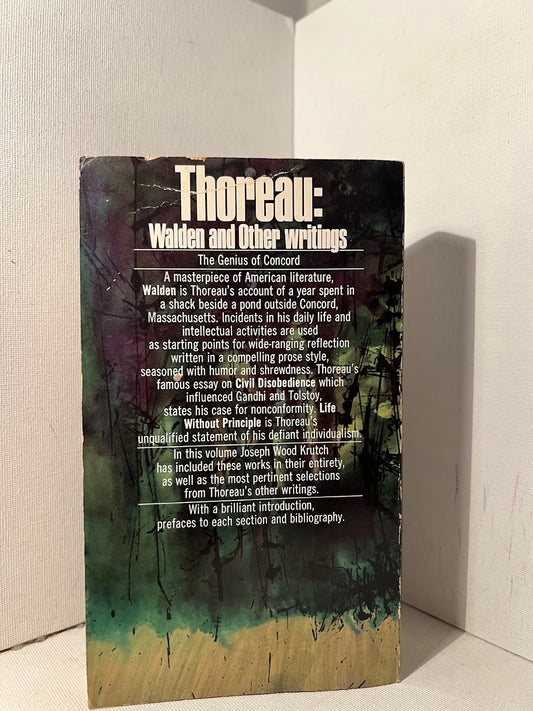 Thoreau:
Walden and Other writings
The Genius of Concord
A masterpiece of American literature,
Walden is Thoreau's account of a year spent in
a shack beside a pond outside Concord,
Massachusetts. Incidents in his daily life and
intellectual activities are used
as starting points for wide-ranging reflection
written in a compelling prose style,
seasoned with humor and shrewdness. Thoreau's
famous essay on Civil Disobedience which
influenced Gandhi and Tolstoy,
states his case for nonconformity. Life
Without Principle is Thoreau's
unqualified statement of his defiant individualism.
In this volume Joseph Wood Krutch
has included these works in their entirety,
as well as the most pertinent selections
from Thoreau's other writings.
With a brilliant introduction,
prefaces to each section and bibliography.